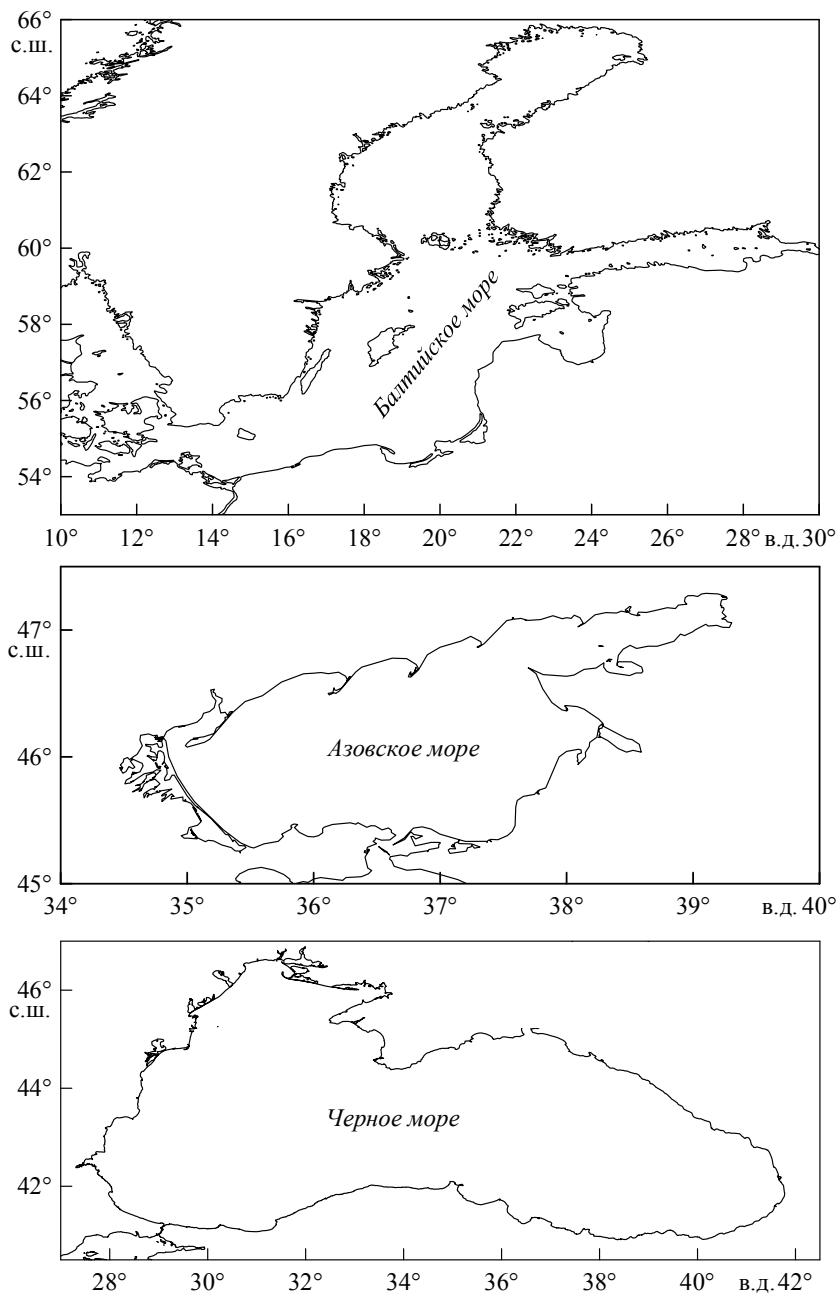 66°
с.ш.
64°
62°
60°
58°
56°
54°
Балтийское море
10° 12° 14° 16° 18° 20° 22° 24° 26° 28° в.д. 30°
47°
с.ш.
46°
45°
Азовское море
34° 35° 36° 37° 38° 39° в.д. 40°
46°
с.ш.
44°
42°
Черное море
28° 30° 32° 34° 36° 38° 40° в.д. 42°